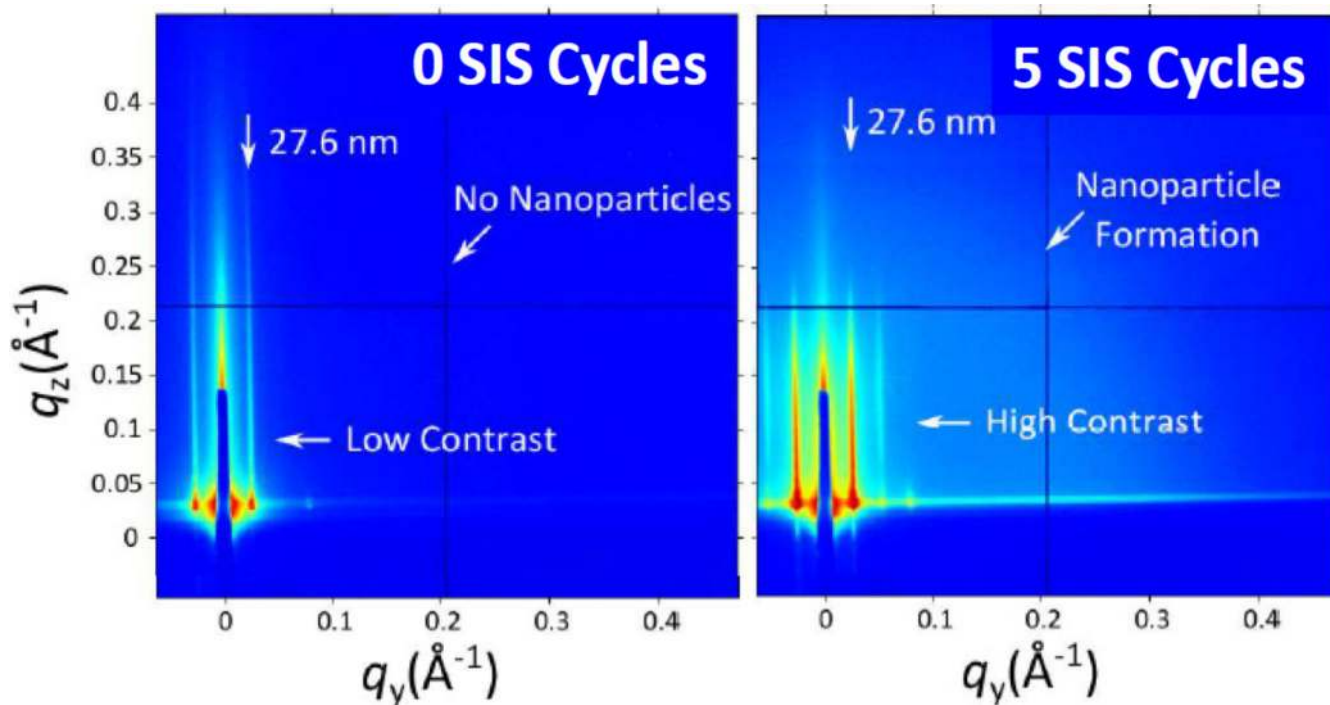 0 SIS Cycles
27.6 nm
No Nanoparticles
Low Contrast
0.4
0.35
0.3
0.25
0.2
0.15
0.1
0.05
0
qz(Å-1)
0 0.1 0.2 0.3 0.4
qy(Å-1)
5 SIS Cycles
27.6 nm
Nanoparticle
Formation
High Contrast
0 0.1 0.2 0.3 0.4
qy(Å-1)